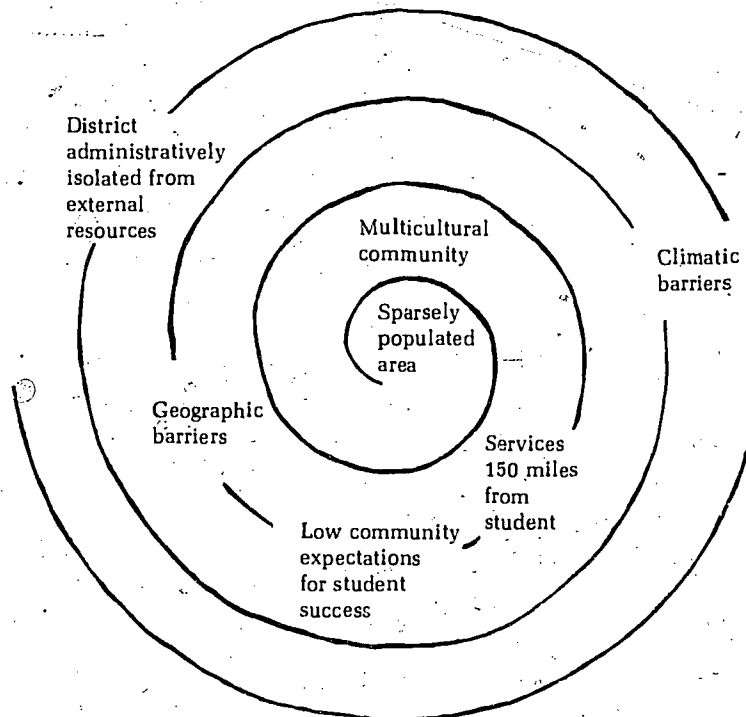 District
administratively
isolated from
external
resources
Multicultural
community
Climatic
barriers
Sparsely
populated
area
Geographic
barriers
Services
150 miles
from
student
Low community
expectations
for student
success